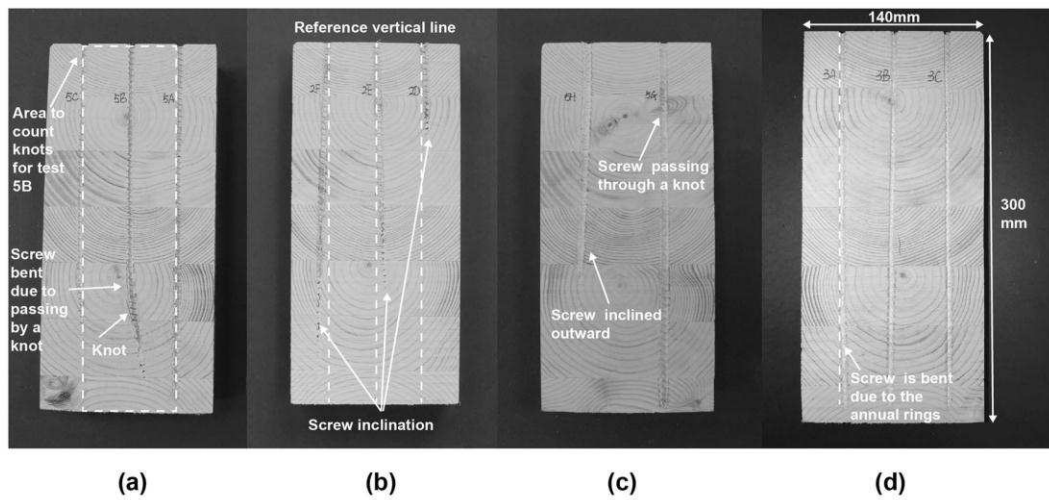 Area to
count
knots
for test
5B
5C
5B
5A
Screw
bent
due to
passing
by a
knot
Knot
(a)
Reference vertical line
2F
2E
2D
Screw inclination
(b)
5H
5G
Screw passing
through a knot
Screw inclined
outward
(c)
140mm
3A
3B
3C
300
mm
Screw is bent
due to the
annual rings
(d)